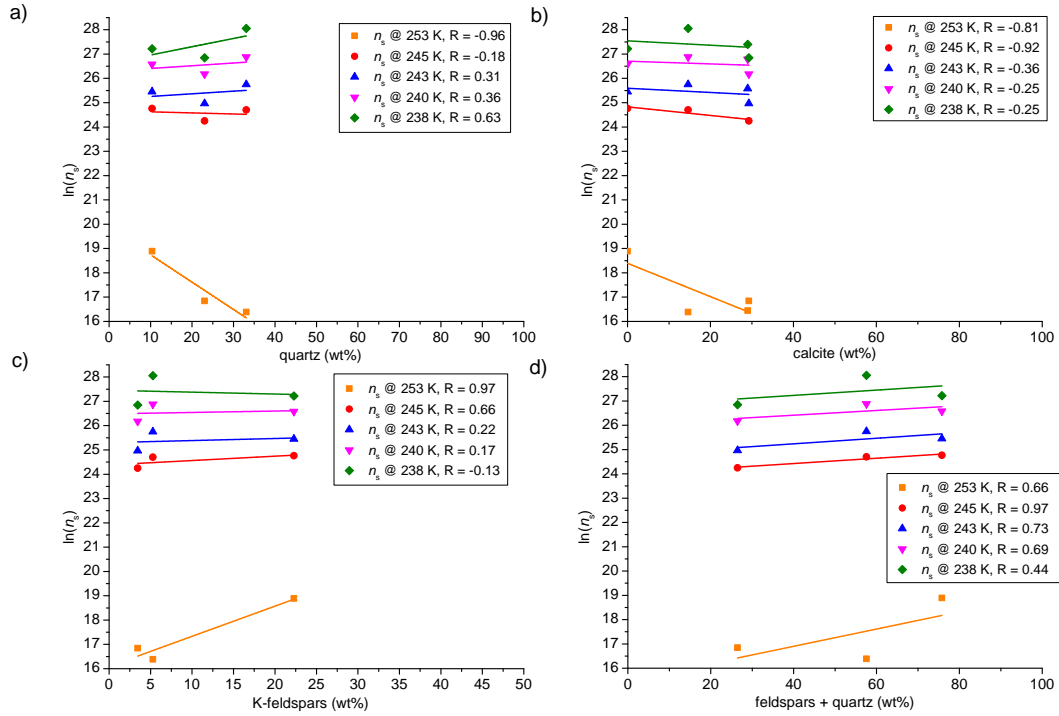 a)
28
27
26
25
24
23
22
21
20
19
18
17
16
ln(ns)
0 10 20 30 40 50 60 70 80 90 100
quartz (wt%)
ns @ 253 K, R = -0.96
ns @ 245 K, R = -0.18
ns @ 243 K, R = 0.31
ns @ 240 K, R = 0.36
ns @ 238 K, R = 0.63
b)
28
27
26
25
24
23
22
21
20
19
18
17
16
ln(ns)
0 20 40 60 80 100
calcite (wt%)
ns @ 253 K, R = -0.81
ns @ 245 K, R = -0.92
ns @ 243 K, R = -0.36
ns @ 240 K, R = -0.25
ns @ 238 K, R = -0.25
c)
28
27
26
25
24
23
22
21
20
19
18
17
16
ln(ns)
0 5 10 15 20 25 30 35 40 45 50
K-feldspars (wt%)
ns @ 253 K, R = 0.97
ns @ 245 K, R = 0.66
ns @ 243 K, R = 0.22
ns @ 240 K, R = 0.17
ns @ 238 K, R = -0.13
d)
28
27
26
25
24
23
22
21
20
19
18
17
16
ln(ns)
0 20 40 60 80 100
feldspars + quartz (wt%)
ns @ 253 K, R = 0.66
ns @ 245 K, R = 0.97
ns @ 243 K, R = 0.73
ns @ 240 K, R = 0.69
ns @ 238 K, R = 0.44